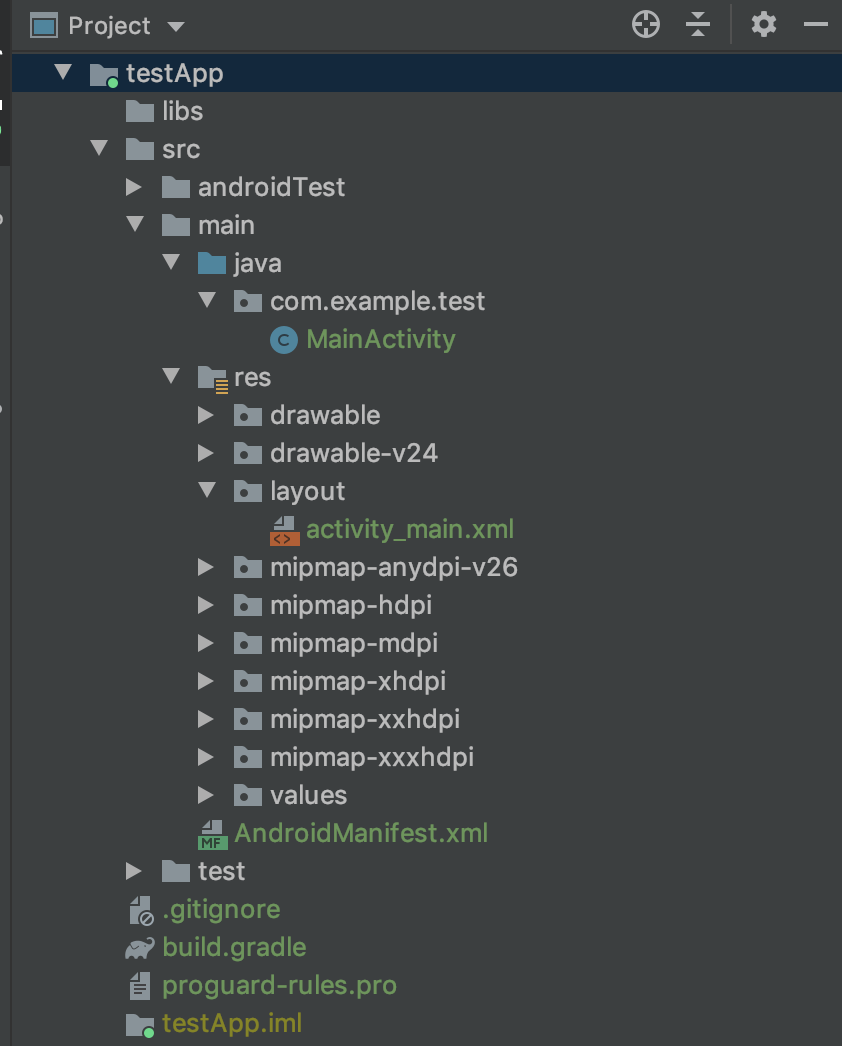 Project
testApp
libs
src
androidTest
main
java
com.example.test
C MainActivity
res
drawable
drawable-v24
layout
<> activity_main.xml
mipmap-anydpi-v26
mipmap-hdpi
mipmap-mdpi
mipmap-xhdpi
mipmap-xxhdpi
mipmap-xxxhdpi
values
MF AndroidManifest.xml
test
.gitignore
build.gradle
proguard-rules.pro
testApp.iml